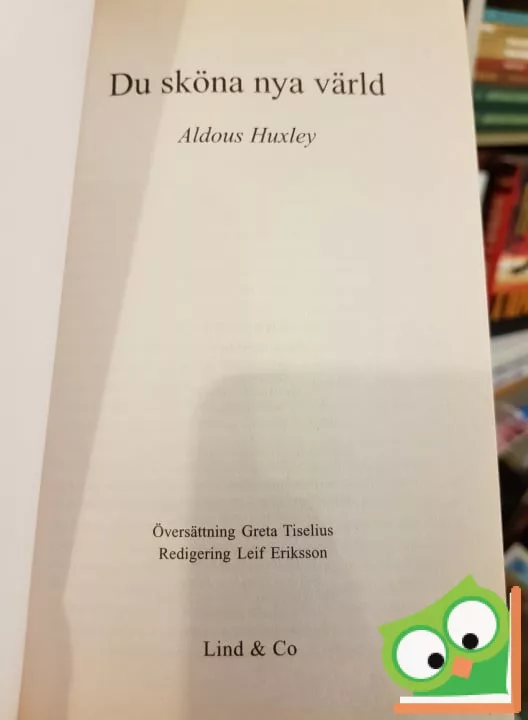 Du sköna nya värld
Aldous Huxley
Översättning Greta Tiselius
Redigering Leif Eriksson
Lind & Co